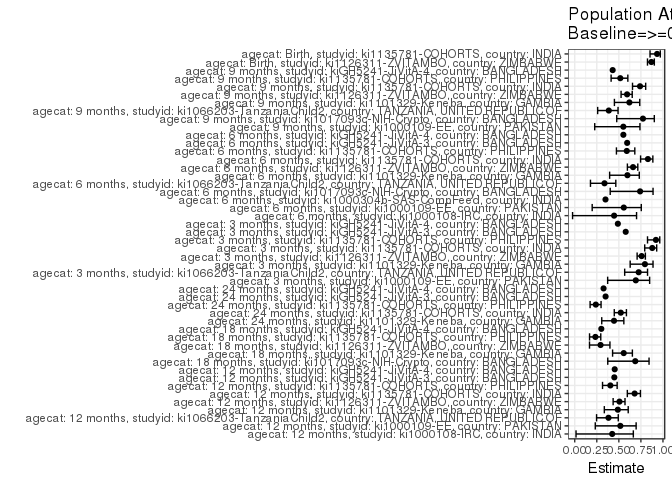 Population At
Baseline=>=0
agecat: Birth, studyid: ki1135781-COHORTS, country: INDIA
agecat: Birth, studyid: ki1126311-ZVITAMBO, country: ZIMBABWE
agecat: 9 months, studyid: kiGH5241-JiVitA-4, country: BANGLADESH
agecat: 9 months, studyid: ki1135781-COHORTS, country: PHILIPPINES
agecat: 9 months, studyid: ki1135781-COHORTS, country: INDIA
agecat: 9 months, studyid: ki1126311-ZVITAMBO, country: ZIMBABWE
agecat: 9 months, studyid: ki1101329-Keneba, country: GAMBIA
agecat: 9 months, studyid: ki1066203-TanzaniaChild2, country: TANZANIA, UNITED REPUBLIC OF
agecat: 9 months, studyid: ki1017093c-NIH-Crypto, country: BANGLADESH
agecat: 9 months, studyid: ki1000109-EE, country: PAKISTAN
agecat: 6 months, studyid: kiGH5241-JiVitA-4, country: BANGLADESH
agecat: 6 months, studyid: kiGH5241-JiVitA-3, country: BANGLADESH
agecat: 6 months, studyid: ki1135781-COHORTS, country: PHILIPPINES
agecat: 6 months, studyid: ki1135781-COHORTS, country: INDIA
agecat: 6 months, studyid: ki1126311-ZVITAMBO, country: ZIMBABWE
agecat: 6 months, studyid: ki1101329-Keneba, country: GAMBIA
agecat: 6 months, studyid: ki1066203-TanzaniaChild2, country: TANZANIA, UNITED REPUBLIC OF
agecat: 6 months, studyid: ki1017093c-NIH-Crypto, country: BANGLADESH
agecat: 6 months, studyid: ki1000304b-SAS-CompFeed, country: INDIA
agecat: 6 months, studyid: ki1000109-EE, country: PAKISTAN
agecat: 6 months, studyid: ki1000108-IRC, country: INDIA
agecat: 3 months, studyid: kiGH5241-JiVitA-4, country: BANGLADESH
agecat: 3 months, studyid: kiGH5241-JiVitA-3, country: BANGLADESH
agecat: 3 months, studyid: ki1135781-COHORTS, country: PHILIPPINES
agecat: 3 months, studyid: ki1135781-COHORTS, country: INDIA
agecat: 3 months, studyid: ki1126311-ZVITAMBO, country: ZIMBABWE
agecat: 3 months, studyid: ki1101329-Keneba, country: GAMBIA
agecat: 3 months, studyid: ki1066203-TanzaniaChild2, country: TANZANIA, UNITED REPUBLIC OF
agecat: 3 months, studyid: ki1000109-EE, country: PAKISTAN
agecat: 24 months, studyid: kiGH5241-JiVitA-4, country: BANGLADESH
agecat: 24 months, studyid: kiGH5241-JiVitA-3, country: BANGLADESH
agecat: 24 months, studyid: ki1135781-COHORTS, country: PHILIPPINES
agecat: 24 months, studyid: ki1135781-COHORTS, country: INDIA
agecat: 24 months, studyid: ki1101329-Keneba, country: GAMBIA
agecat: 18 months, studyid: kiGH5241-JiVitA-4, country: BANGLADESH
agecat: 18 months, studyid: ki1135781-COHORTS, country: PHILIPPINES
agecat: 18 months, studyid: ki1126311-ZVITAMBO, country: ZIMBABWE
agecat: 18 months, studyid: ki1101329-Keneba, country: GAMBIA
agecat: 18 months, studyid: ki1017093c-NIH-Crypto, country: BANGLADESH
agecat: 12 months, studyid: kiGH5241-JiVitA-4, country: BANGLADESH
agecat: 12 months, studyid: kiGH5241-JiVitA-3, country: BANGLADESH
agecat: 12 months, studyid: ki1135781-COHORTS, country: PHILIPPINES
agecat: 12 months, studyid: ki1135781-COHORTS, country: INDIA
agecat: 12 months, studyid: ki1126311-ZVITAMBO, country: ZIMBABWE
agecat: 12 months, studyid: ki1101329-Keneba, country: GAMBIA
agecat: 12 months, studyid: ki1066203-TanzaniaChild2, country: TANZANIA, UNITED REPUBLIC OF
agecat: 12 months, studyid: ki1000109-EE, country: PAKISTAN
agecat: 12 months, studyid: ki1000108-IRC, country: INDIA
0.00 0.25 0.50 0.75 1.00
Estimate